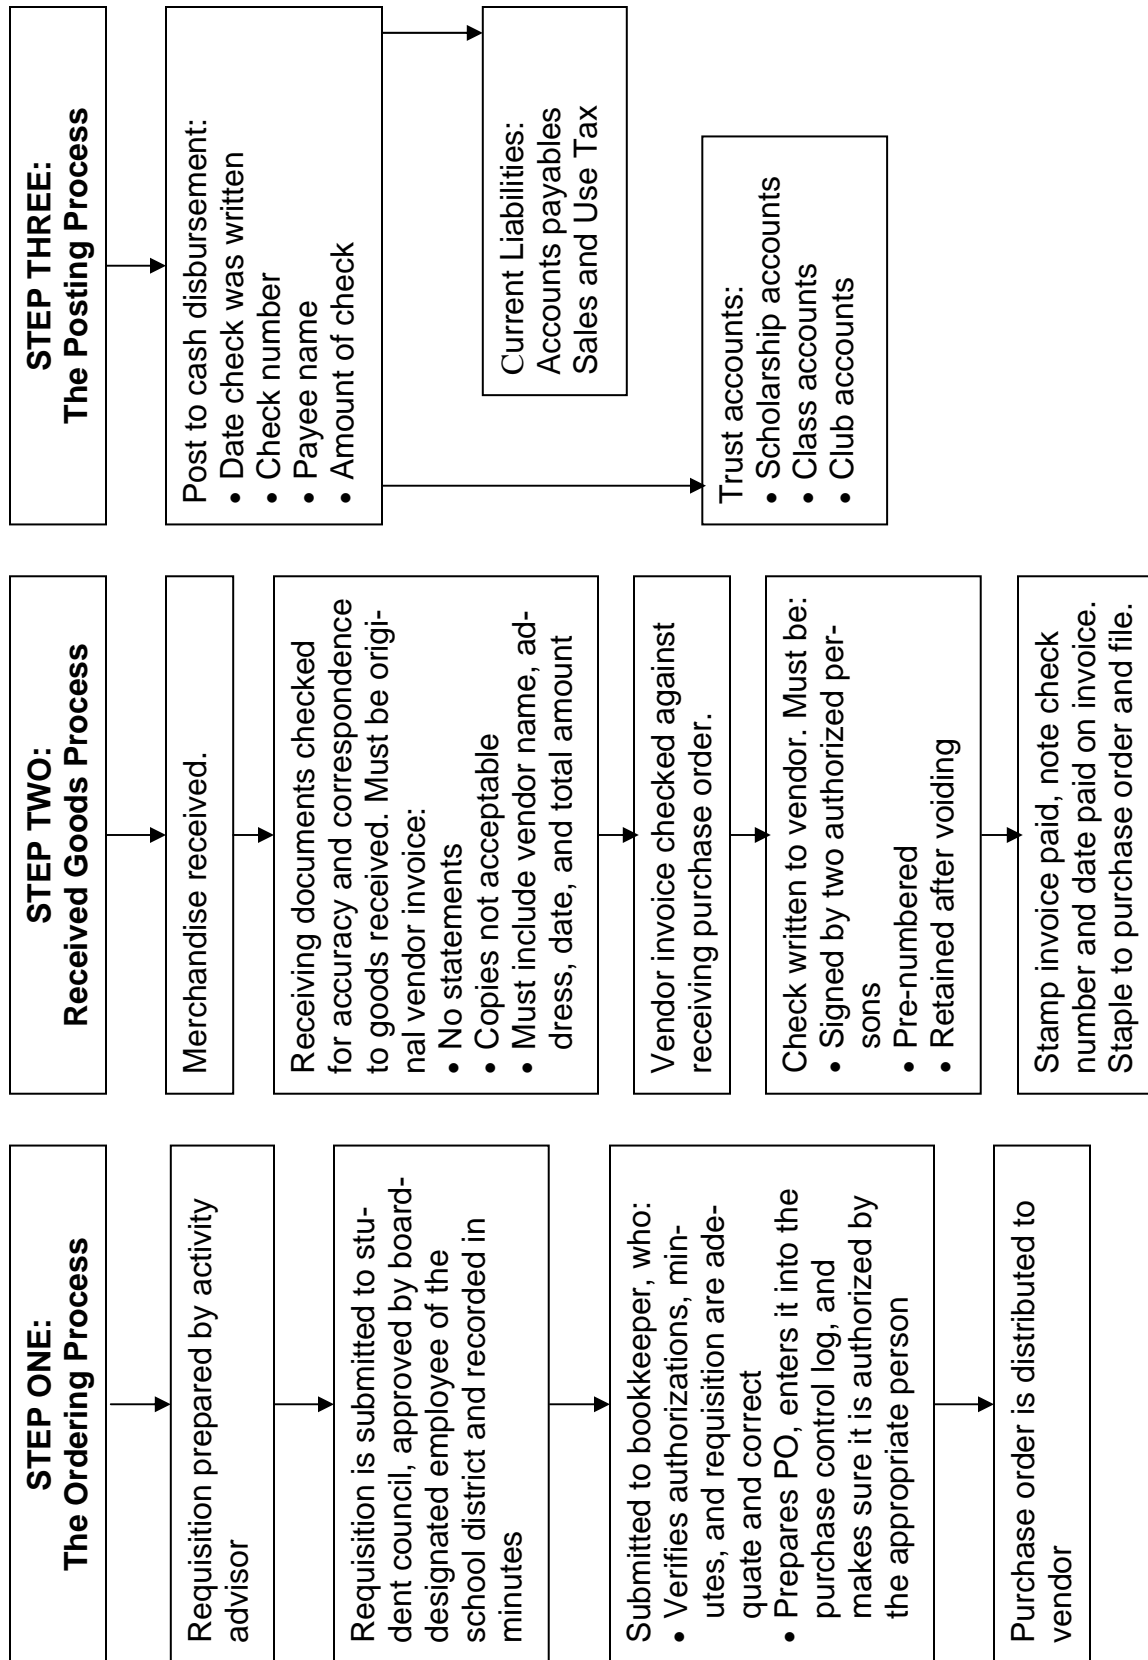 STEP ONE:
The Ordering Process
Requisition prepared by activity
advisor
Requisition is submitted to stu-
dent council, approved by board-
designated employee of the
school district and recorded in
minutes
Submitted to bookkeeper, who:
• Verifies authorizations, min-
utes, and requisition are ade-
quate and correct
• Prepares PO, enters it into the
purchase control log, and
makes sure it is authorized by
the appropriate person
Purchase order is distributed to
vendor
STEP TWO:
Received Goods Process
Merchandise received.
Receiving documents checked
for accuracy and correspondence
to goods received. Must be origi-
nal vendor invoice:
• No statements
• Copies not acceptable
• Must include vendor name, ad-
dress, date, and total amount
Vendor invoice checked against
receiving purchase order.
Check written to vendor. Must be:
• Signed by two authorized per-
sons
• Pre-numbered
• Retained after voiding
Stamp invoice paid, note check
number and date paid on invoice.
Staple to purchase order and file.
STEP THREE:
The Posting Process
Post to cash disbursement:
• Date check was written
• Check number
• Payee name
• Amount of check
Current Liabilities:
Accounts payables
Sales and Use Tax
Trust accounts:
• Scholarship accounts
• Class accounts
• Club accounts